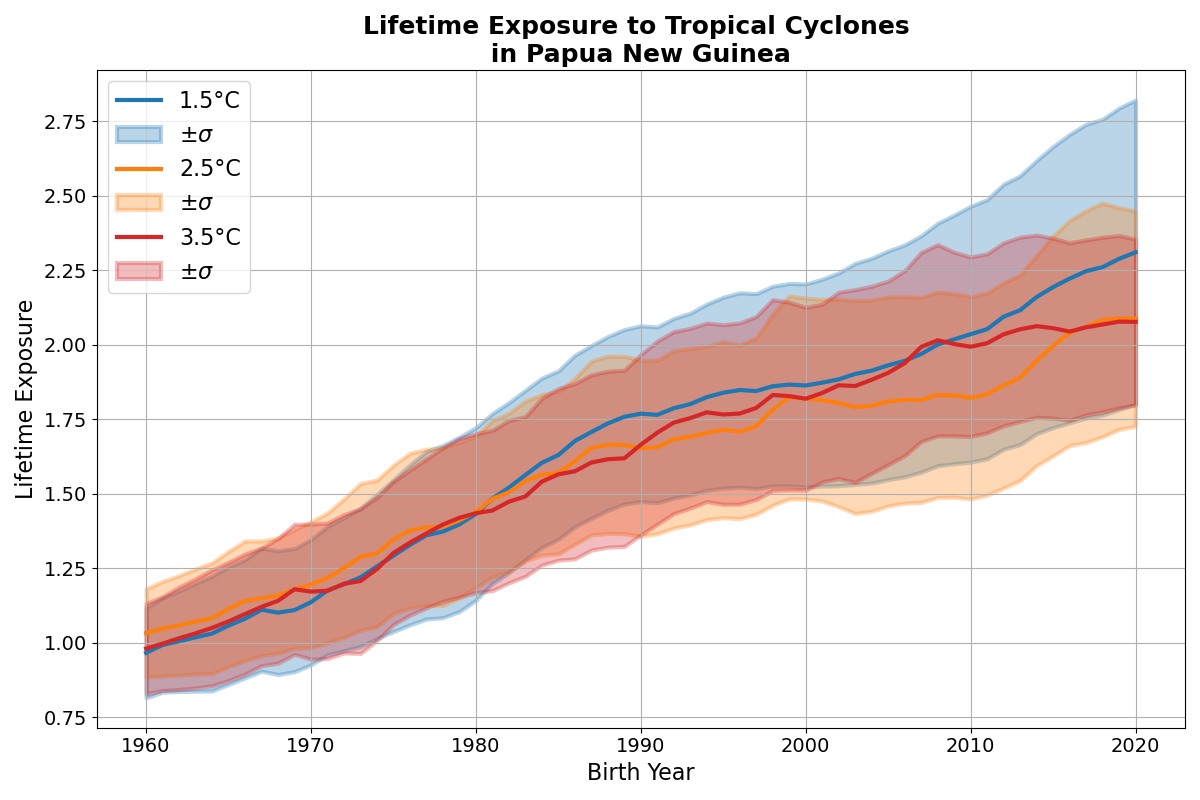 Lifetime Exposure to Tropical Cyclones
in Papua New Guinea
1.5°C
±σ
2.5°C
±σ
3.5°C
±σ
Lifetime Exposure
2.75
2.50
2.25
2.00
1.75
1.50
1.25
1.00
0.75
1960 1970 1980 1990 2000 2010 2020
Birth Year